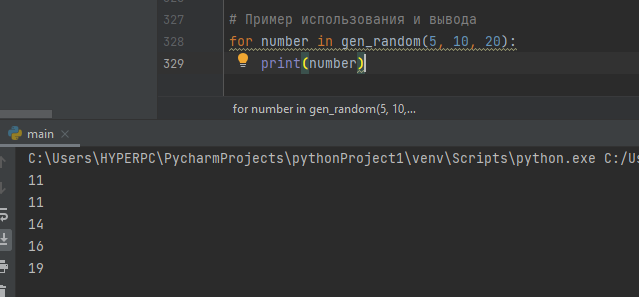 327
# Пример использования и вывода
328 for number in gen_random(5, 10, 20):
329 print(number)
for number in gen_random(5, 10,...
main ×
C:\Users\HYPERPC\PycharmProjects\pythonProject1\venv\Scripts\python.exe C:/Us
11
11
14
16
19